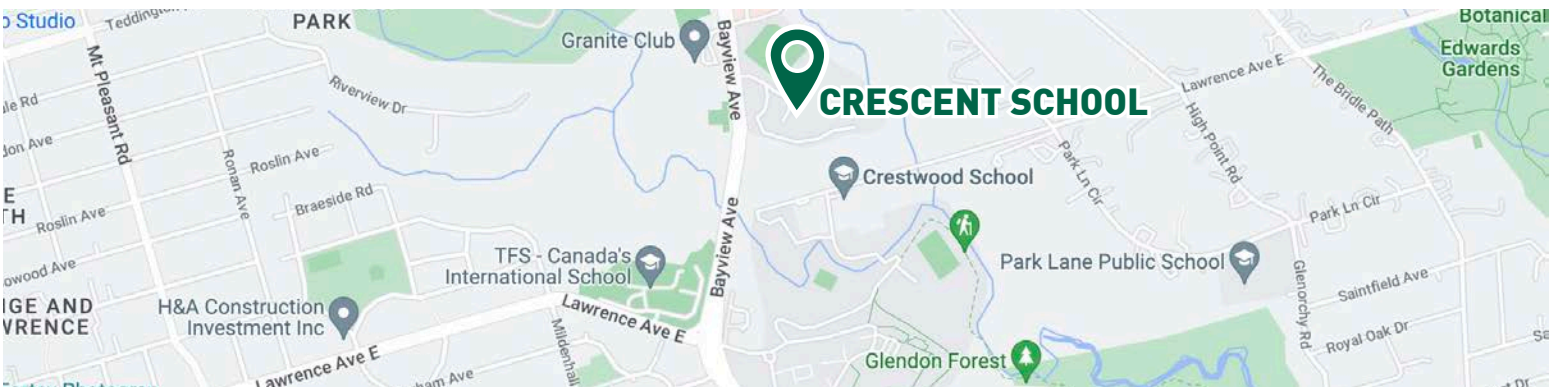 Studio
Teddington
PARK
Granite Club
Bayview Ave
CRESCENT SCHOOL
Botanical
Edwards
Gardens
Lawrence Ave E
The Bridle Path
High Point Rd
Mt Pleasant Rd
Riverview Dr
Ronan Ave
Roslin Ave
Braeside Rd
Roslin Ave
Crestwood School
Park Ln Cir
Park Ln Cir
Bayview Ave
TFS - Canada's
International School
Park Lane Public School
Glenorchy Rd
Saintfield Ave
Royal Oak Dr
H&A Construction
Investment Inc
Lawrence Ave E
Mildenhall
Lawrence Ave E
Glendon Forest